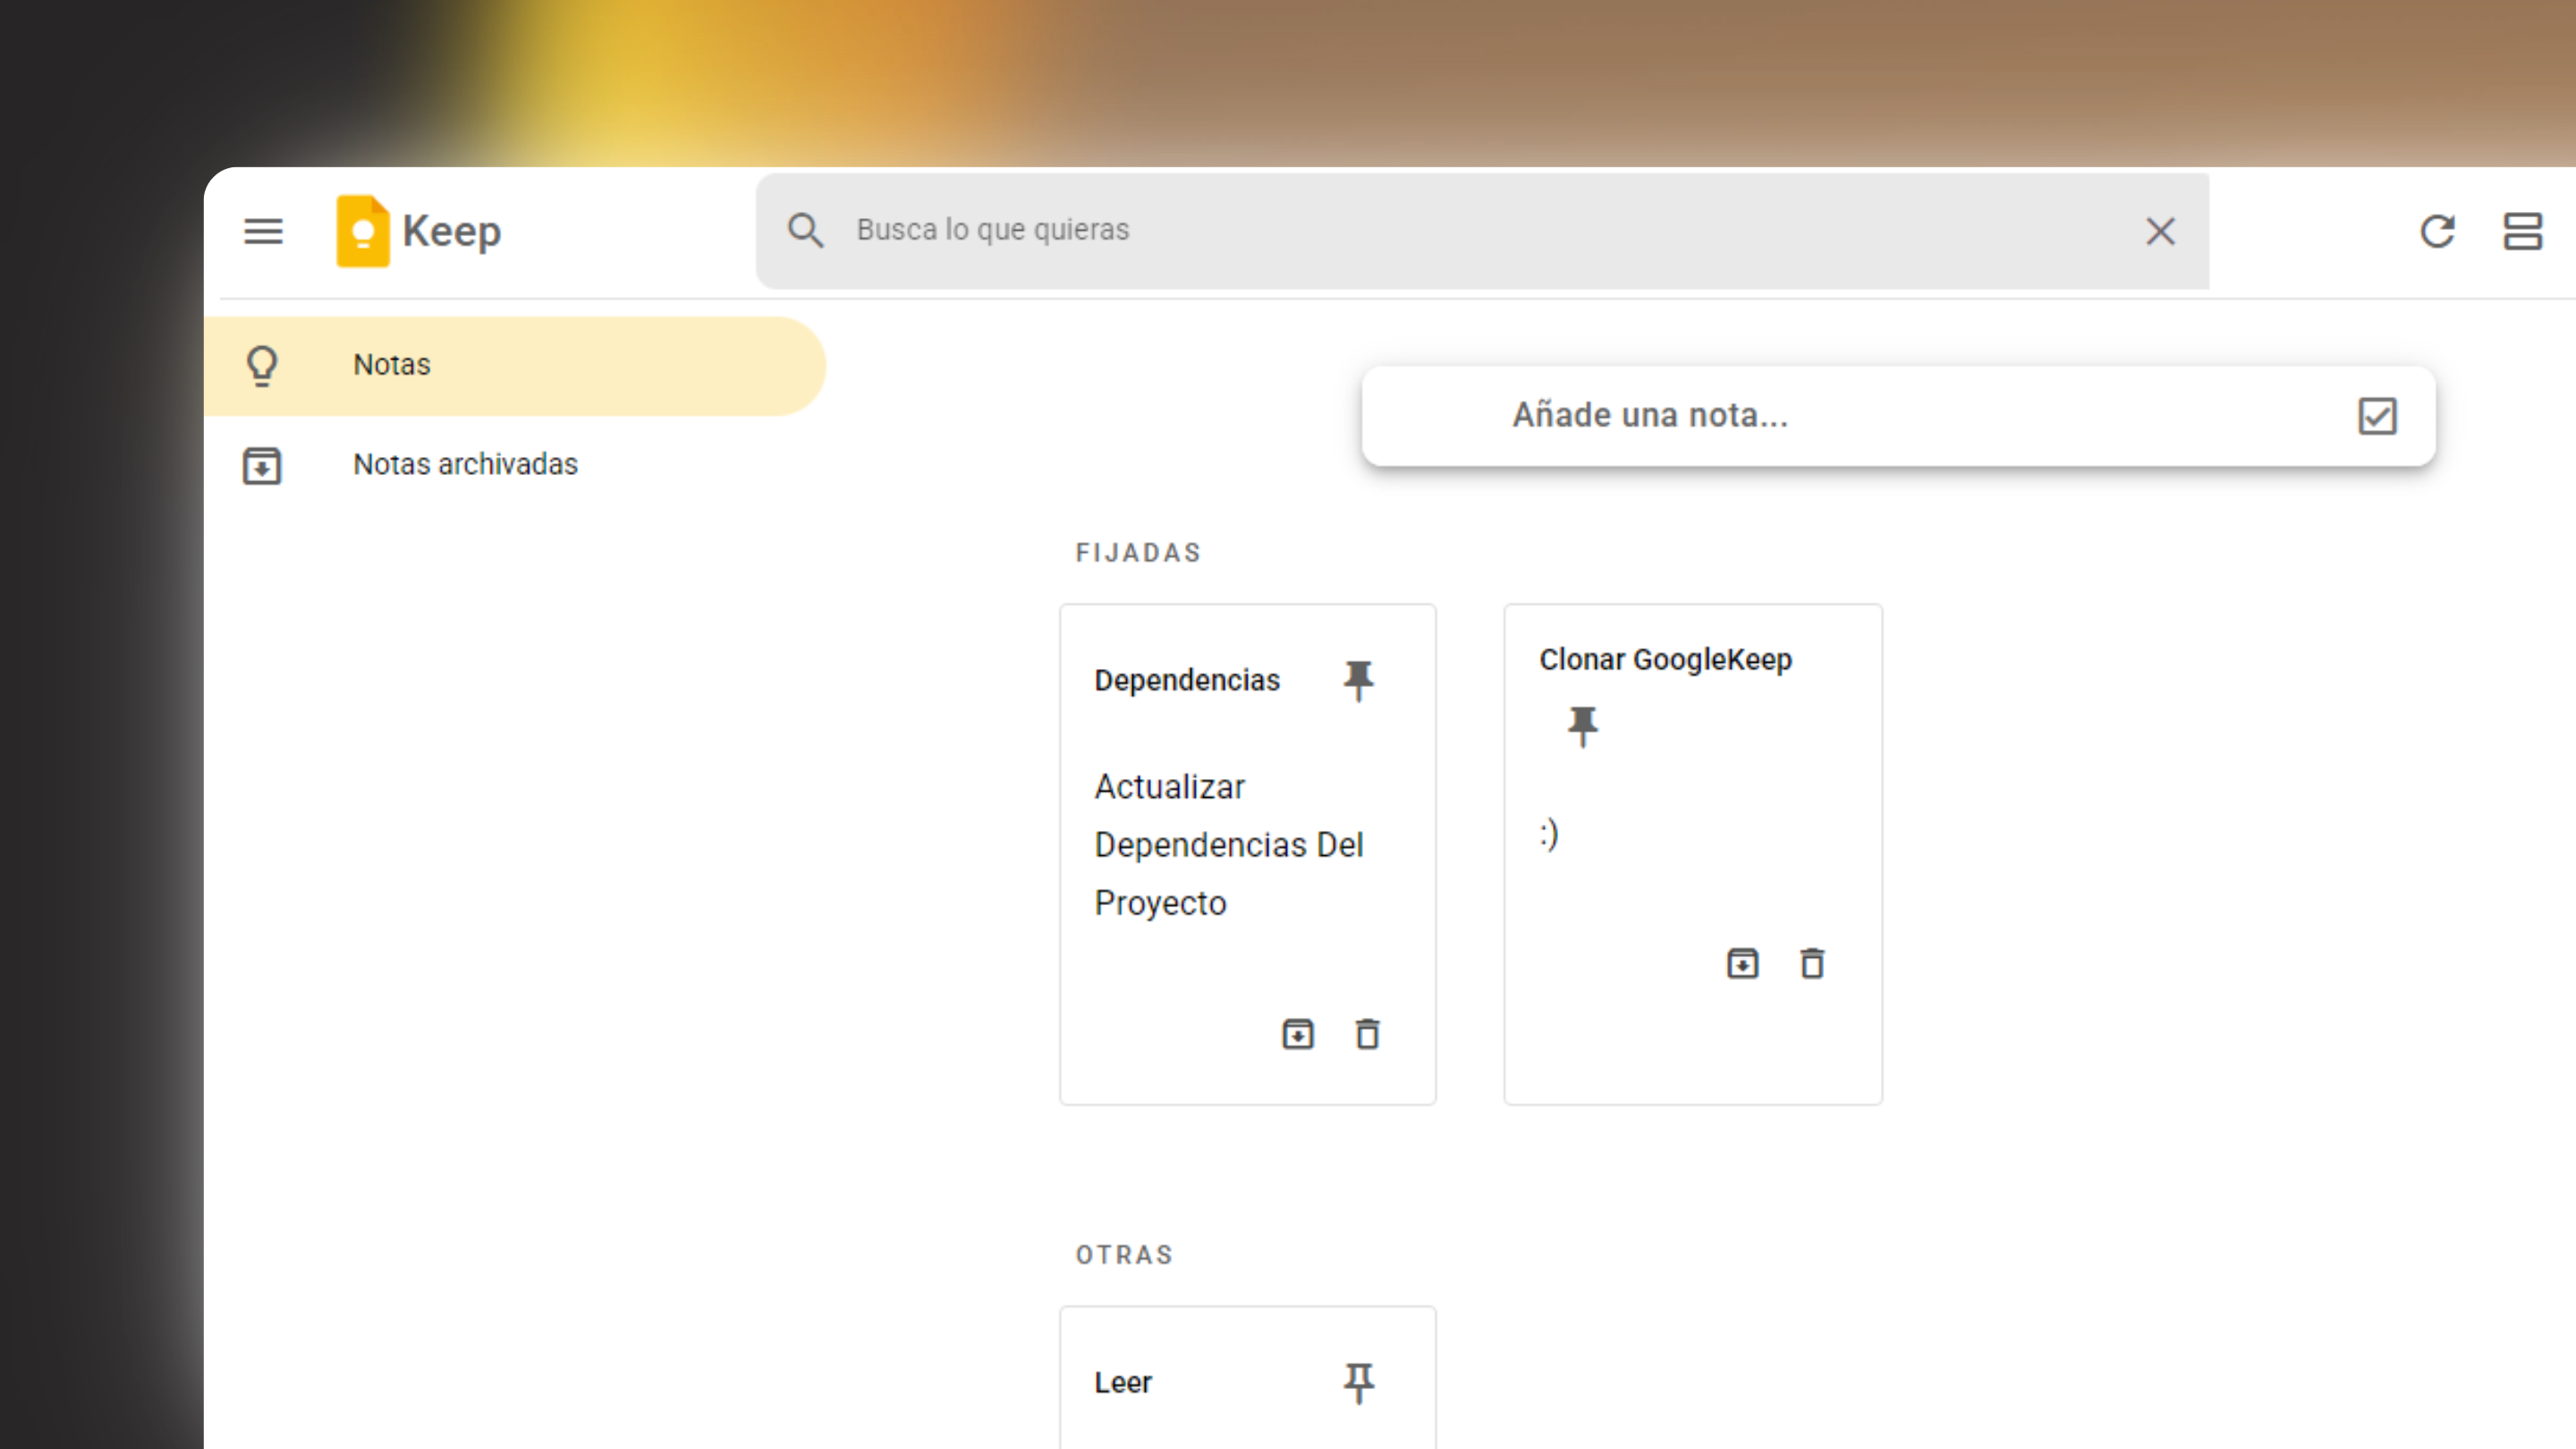 Keep
Busca lo que quieras
Notas
Notas archivadas
Añade una nota...
FIJADAS
Dependencias
Actualizar
Dependencias Del
Proyecto
Clonar GoogleKeep
:)
OTRAS
Leer